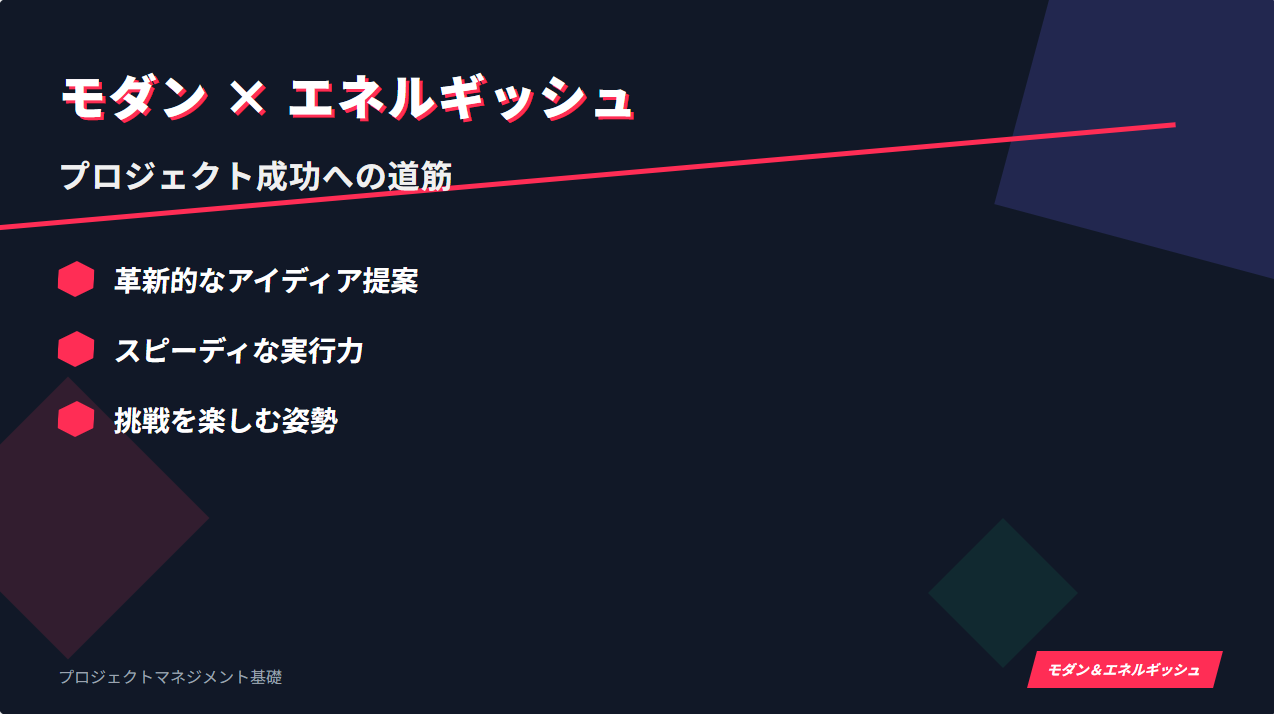 モダン × エネルギッシュ
プロジェクト成功への道筋
革新的なアイディア提案
スピーディな実行力
挑戦を楽しむ姿勢
プロジェクトマネジメント基礎
モダン&エネルギッシュ